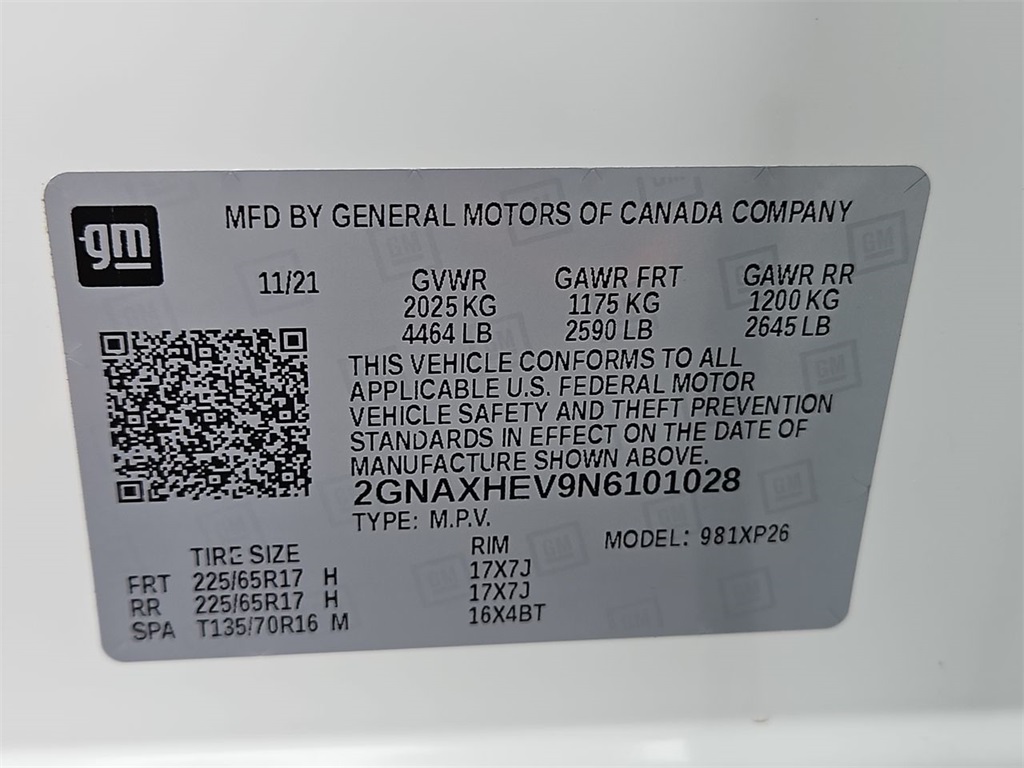 gm
MFD BY GENERAL MOTORS OF CANADA COMPANY
11/21 GVWR GAWR FRT GAWR RR
2025 KG 1175 KG 1200 KG
4464 LB 2590 LB 2645 LB
THIS VEHICLE CONFORMS TO ALL
APPLICABLE U.S. FEDERAL MOTOR
VEHICLE SAFETY AND THEFT PREVENTION
STANDARDS IN EFFECT ON THE DATE OF
MANUFACTURE SHOWN ABOVE.
2GNAXHEV9N6101028
TYPE: M.P.V. MODEL: 981XP26
TIRE SIZE RIM
FRT 225/65R17 H 17X7J
RR 225/65R17 H 17X7J
SPA T135/70R16 M 16X4BT